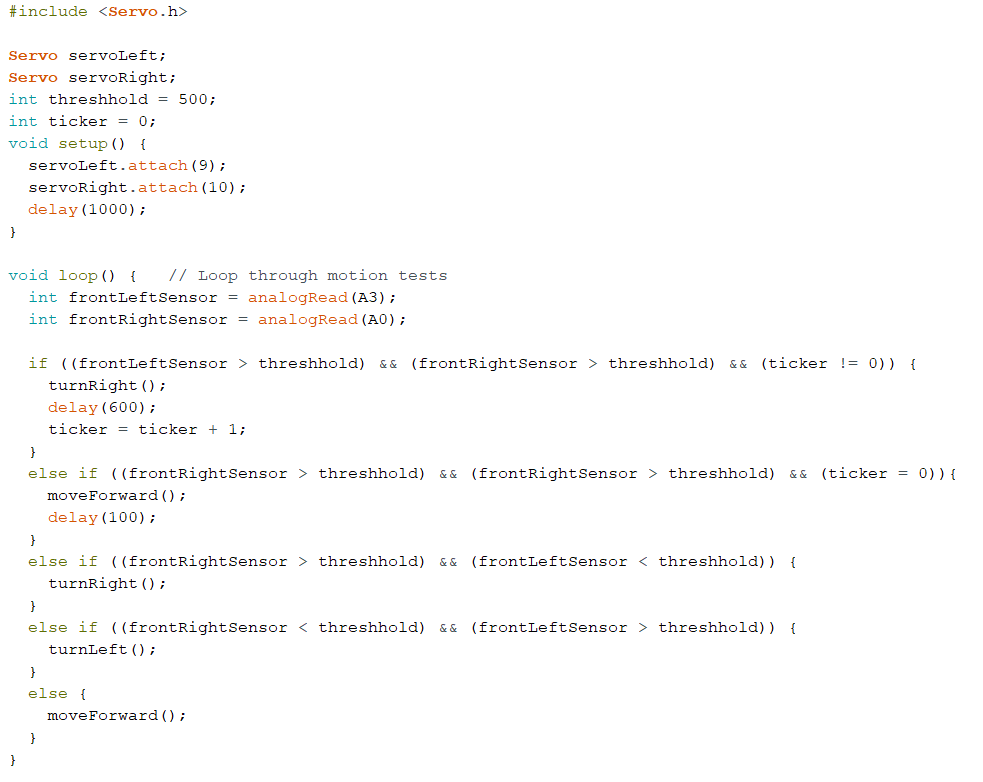 #include <Servo.h>

Servo servoLeft;
Servo servoRight;
int threshhold = 500;
int ticker = 0;
void setup() {
  servoLeft.attach(9);
  servoRight.attach(10);
  delay(1000);
}

void loop() {   // Loop through motion tests
  int frontLeftSensor = analogRead(A3);
  int frontRightSensor = analogRead(A0);

  if ((frontLeftSensor > threshhold) && (frontRightSensor > threshhold) && (ticker != 0)) {
    turnRight();
    delay(600);
    ticker = ticker + 1;
  }
  else if ((frontRightSensor > threshhold) && (frontRightSensor > threshhold) && (ticker = 0)){
    moveForward();
    delay(100);
  }
  else if ((frontRightSensor > threshhold) && (frontLeftSensor < threshhold)) {
    turnRight();
  }
  else if ((frontRightSensor < threshhold) && (frontLeftSensor > threshhold)) {
    turnLeft();
  }
  else {
    moveForward();
  }
}